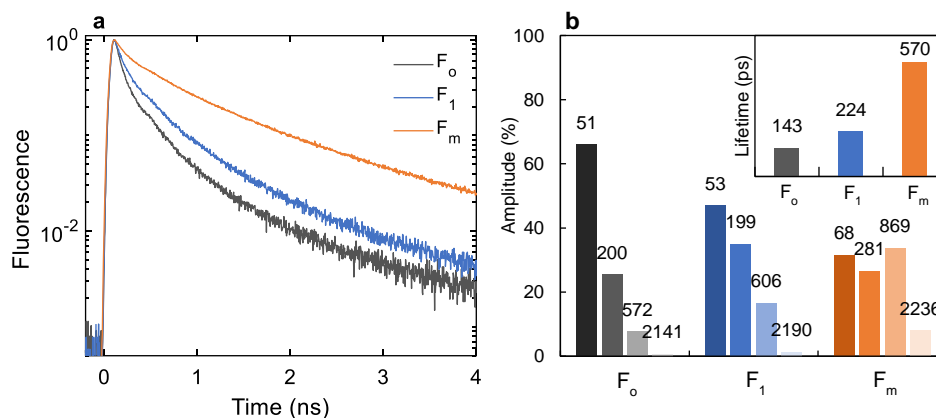 a
10⁰
10⁻²
Fluorescence
0
1
2
3
4
Time (ns)
Fₒ
F₁
Fₘ
b
100
80
60
40
20
0
Amplitude (%)
51
200
572
2141
53
199
606
2190
68
281
869
2236
Fₒ
F₁
Fₘ
Lifetime (ps)
143
224
570
Fₒ
F₁
Fₘ